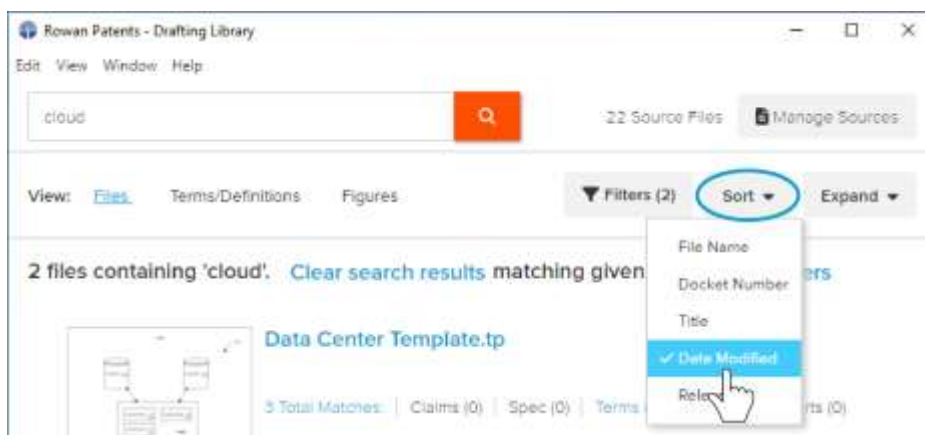 Rowan Patents - Drafting Library
Edit View Window Help
cloud
22 Source Files
Manage Sources
View: Files Terms/Definitions Figures
Filters (2)
Sort
Expand
File Name
Docket Number
Title
Date Modified
2 files containing 'cloud'. Clear search results matching given
Data Center Template.tp
3 Total Matches: Claims (0) Spec (0) Terms